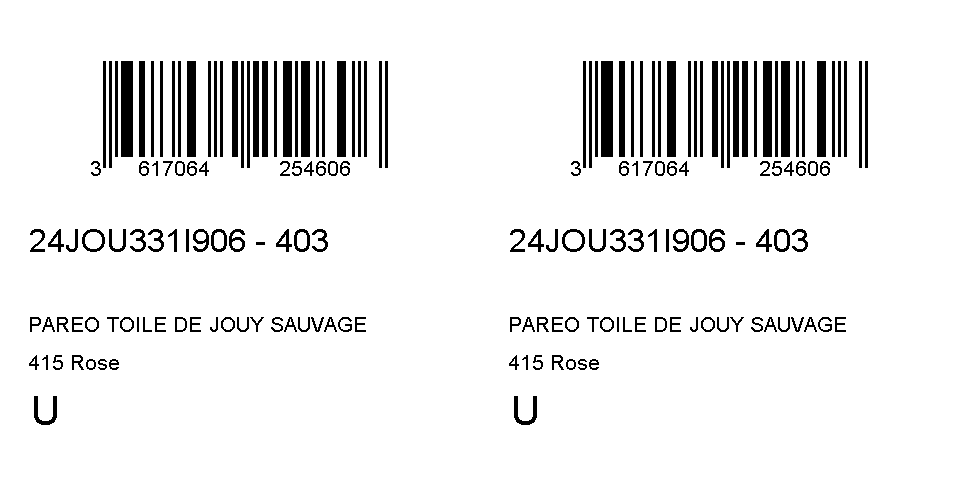 3 617064 254606
24JOU331I906 - 403
PAREO TOILE DE JOUY SAUVAGE
415 Rose
U
3 617064 254606
24JOU331I906 - 403
PAREO TOILE DE JOUY SAUVAGE
415 Rose
U